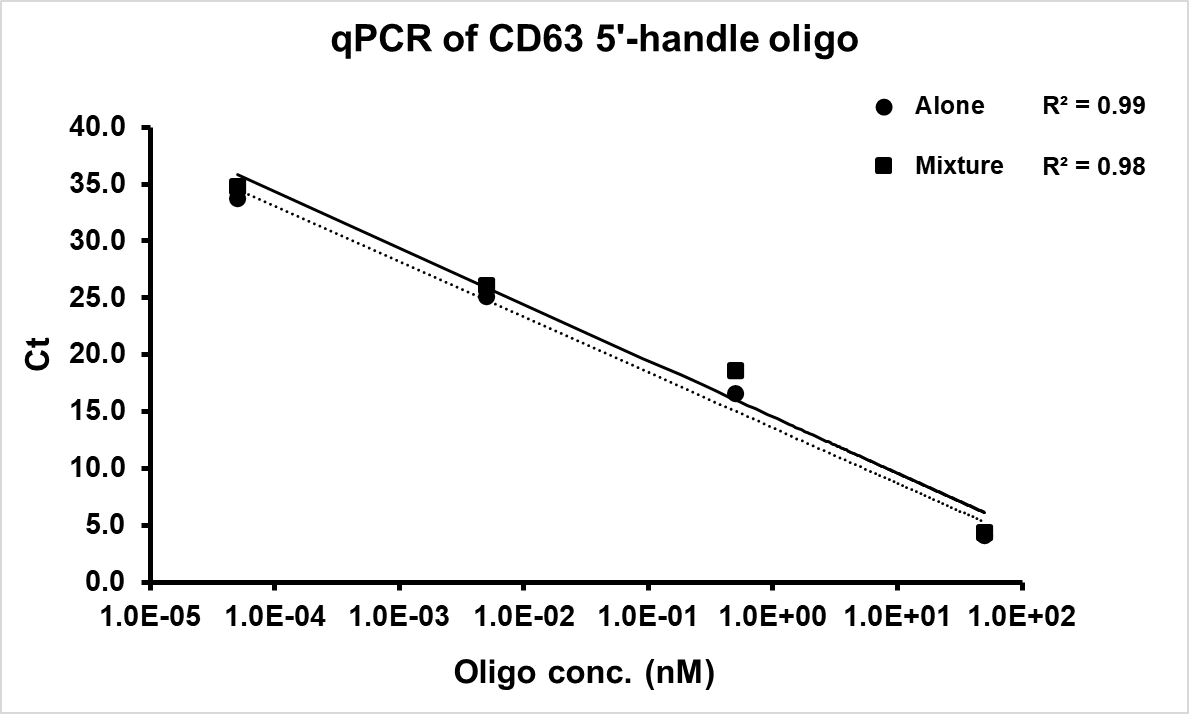 qPCR of CD63 5'-handle oligo
Alone R² = 0.99
Mixture R² = 0.98
40.0
35.0
30.0
25.0
20.0
15.0
10.0
5.0
0.0
Ct
1.0E-05 1.0E-04 1.0E-03 1.0E-02 1.0E-01 1.0E+00 1.0E+01 1.0E+02
Oligo conc. (nM)